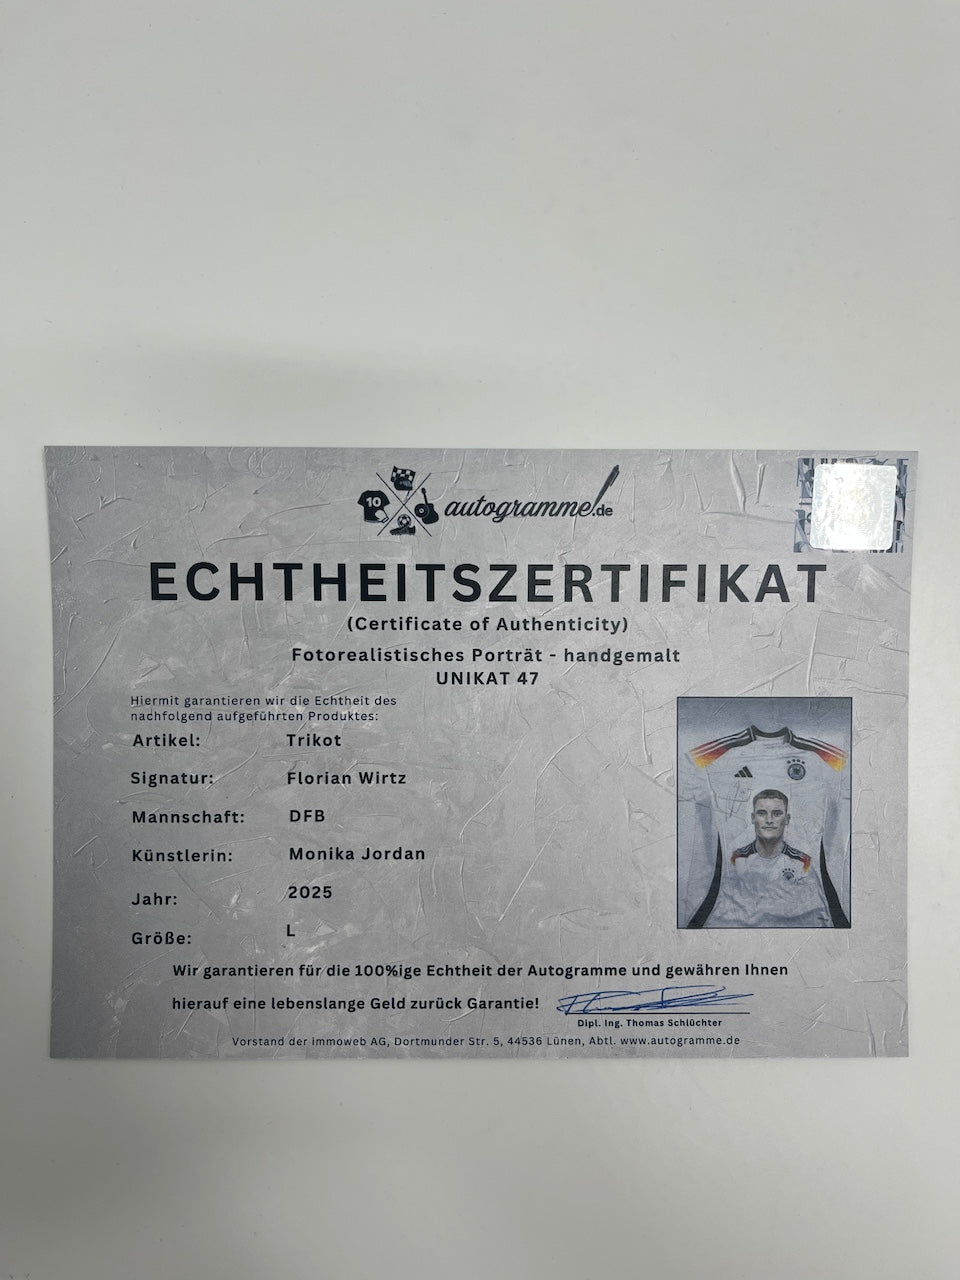 10
autogramme.de
ECHTHEITSZERTIFIKAT
(Certificate of Authenticity)
Fotorealistisches Porträt - handgemalt
UNIKAT 47
Hiermit garantieren wir die Echtheit des
nachfolgend aufgeführten Produktes:
Artikel: Trikot
Signatur: Florian Wirtz
Mannschaft: DFB
Künstlerin: Monika Jordan
Jahr: 2025
Größe: L
Wir garantieren für die 100%ige Echtheit der Autogramme und gewähren Ihnen
hierauf eine lebenslange Geld zurück Garantie!
Dipl. Ing. Thomas Schlüchter
Vorstand der Immoweb AG, Dortmunder Str. 5, 44536 Lünen, Abtl. www.autogramme.de